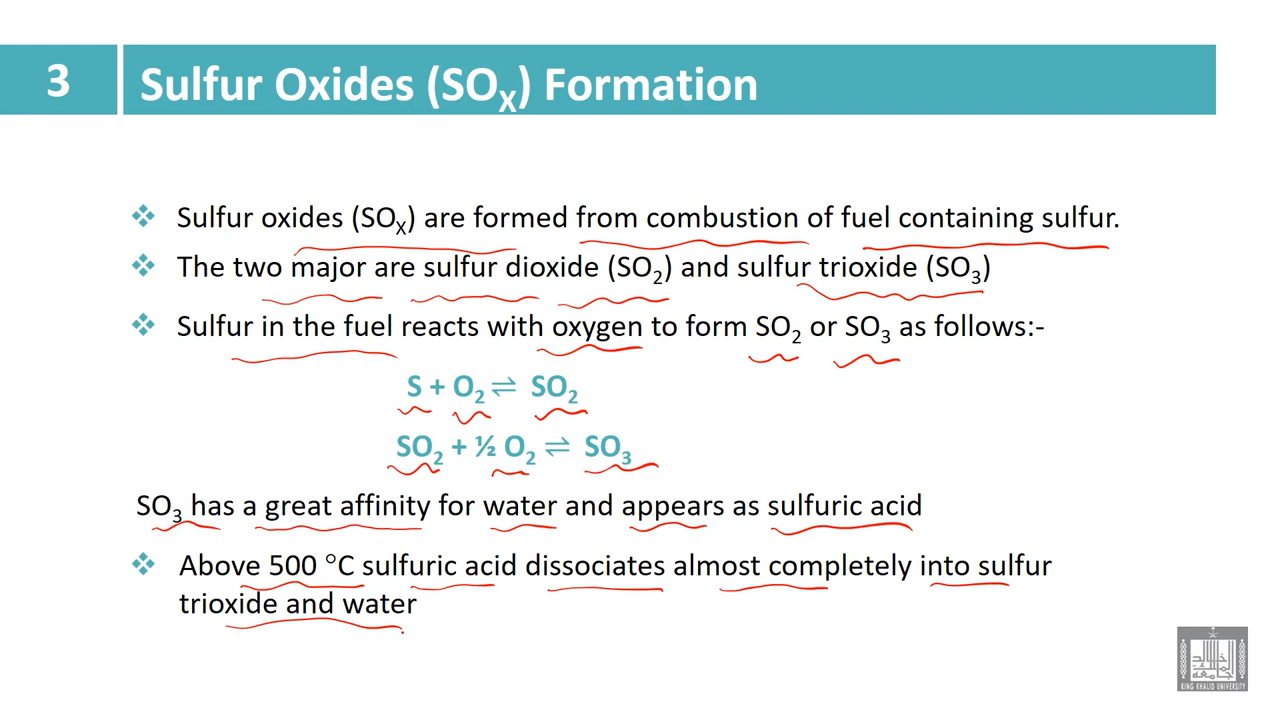 3
Sulfur Oxides (SOX) Formation
❖ Sulfur oxides (SOX) are formed from combustion of fuel containing sulfur.
❖ The two major are sulfur dioxide (SO2) and sulfur trioxide (SO3)
❖ Sulfur in the fuel reacts with oxygen to form SO2 or SO3 as follows:-
S + O2 ⇌ SO2
SO2 + ½ O2 ⇌ SO3
SO3 has a great affinity for water and appears as sulfuric acid
❖ Above 500 °C sulfuric acid dissociates almost completely into sulfur
trioxide and water
KING KHALID UNIVERSITY